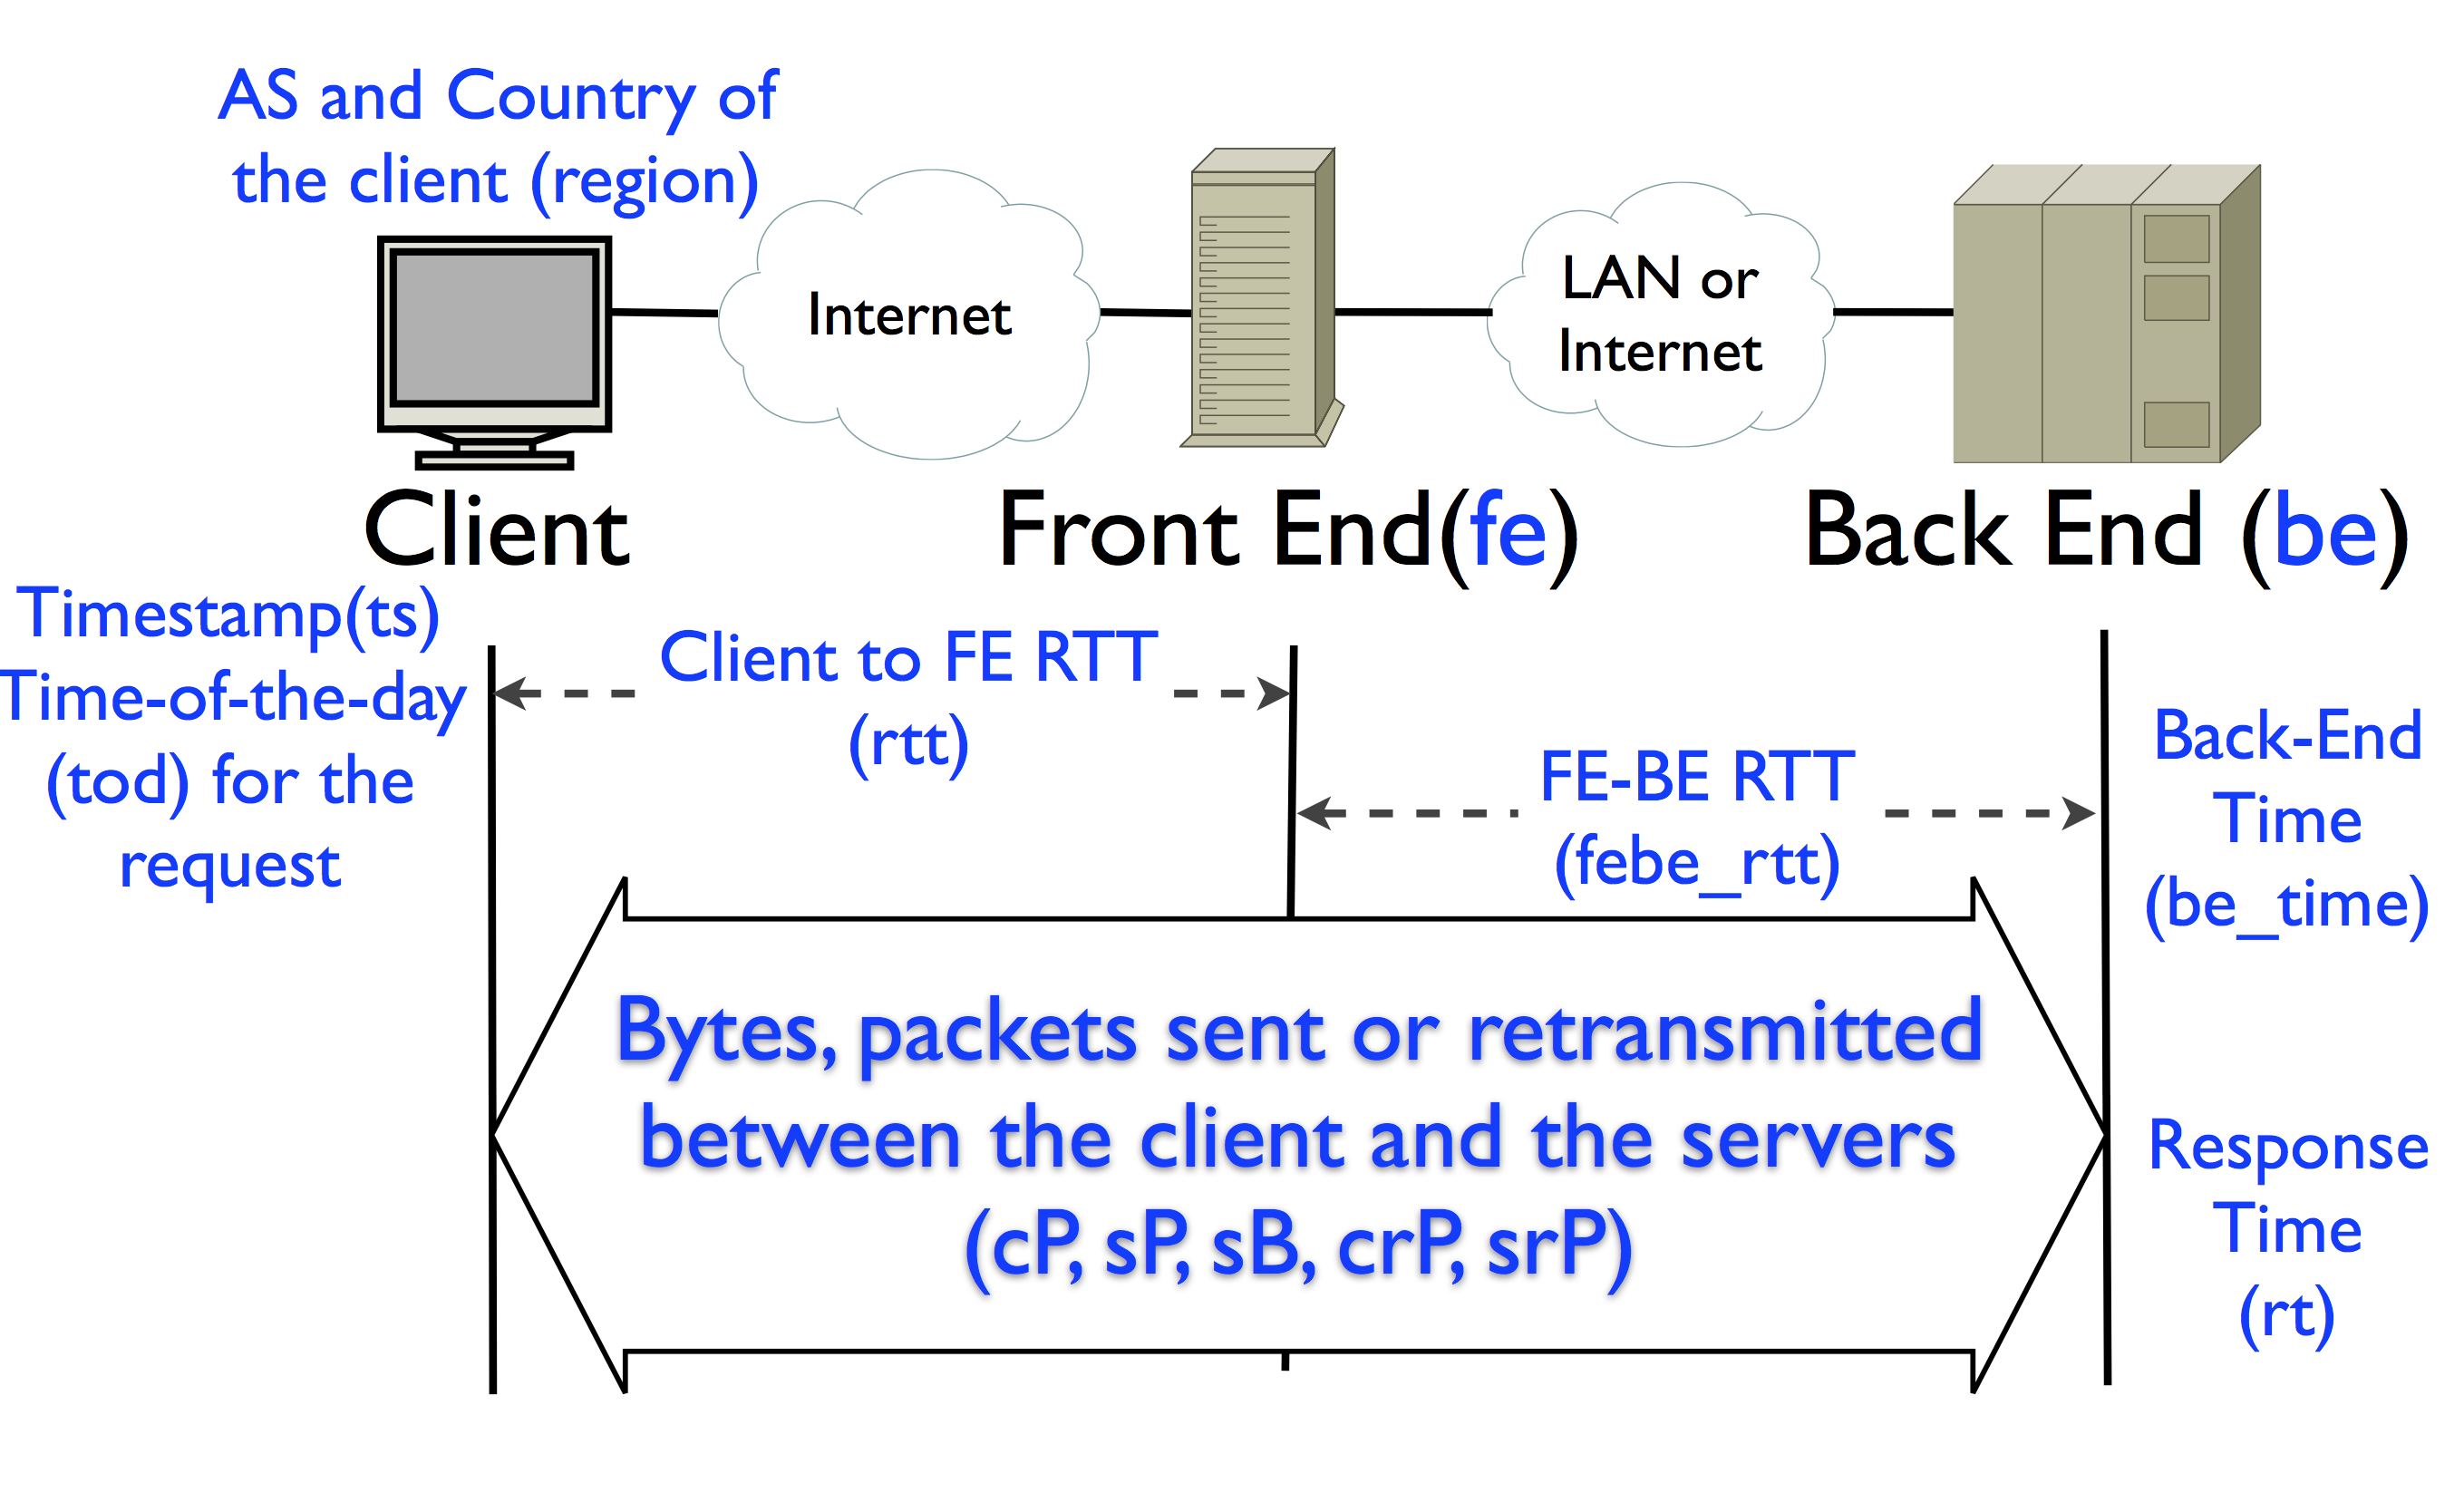 AS and Country of
the client (region)
Internet
LAN or
Internet
Client
Front End(fe)
Back End (be)
Timestamp(ts)
Time-of-the-day
(tod) for the
request
Client to FE RTT
(rtt)
FE-BE RTT
(febe_rtt)
Back-End
Time
(be_time)
Bytes, packets sent or retransmitted
between the client and the servers
(cP, sP, sB, crP, srP)
Response
Time
(rt)